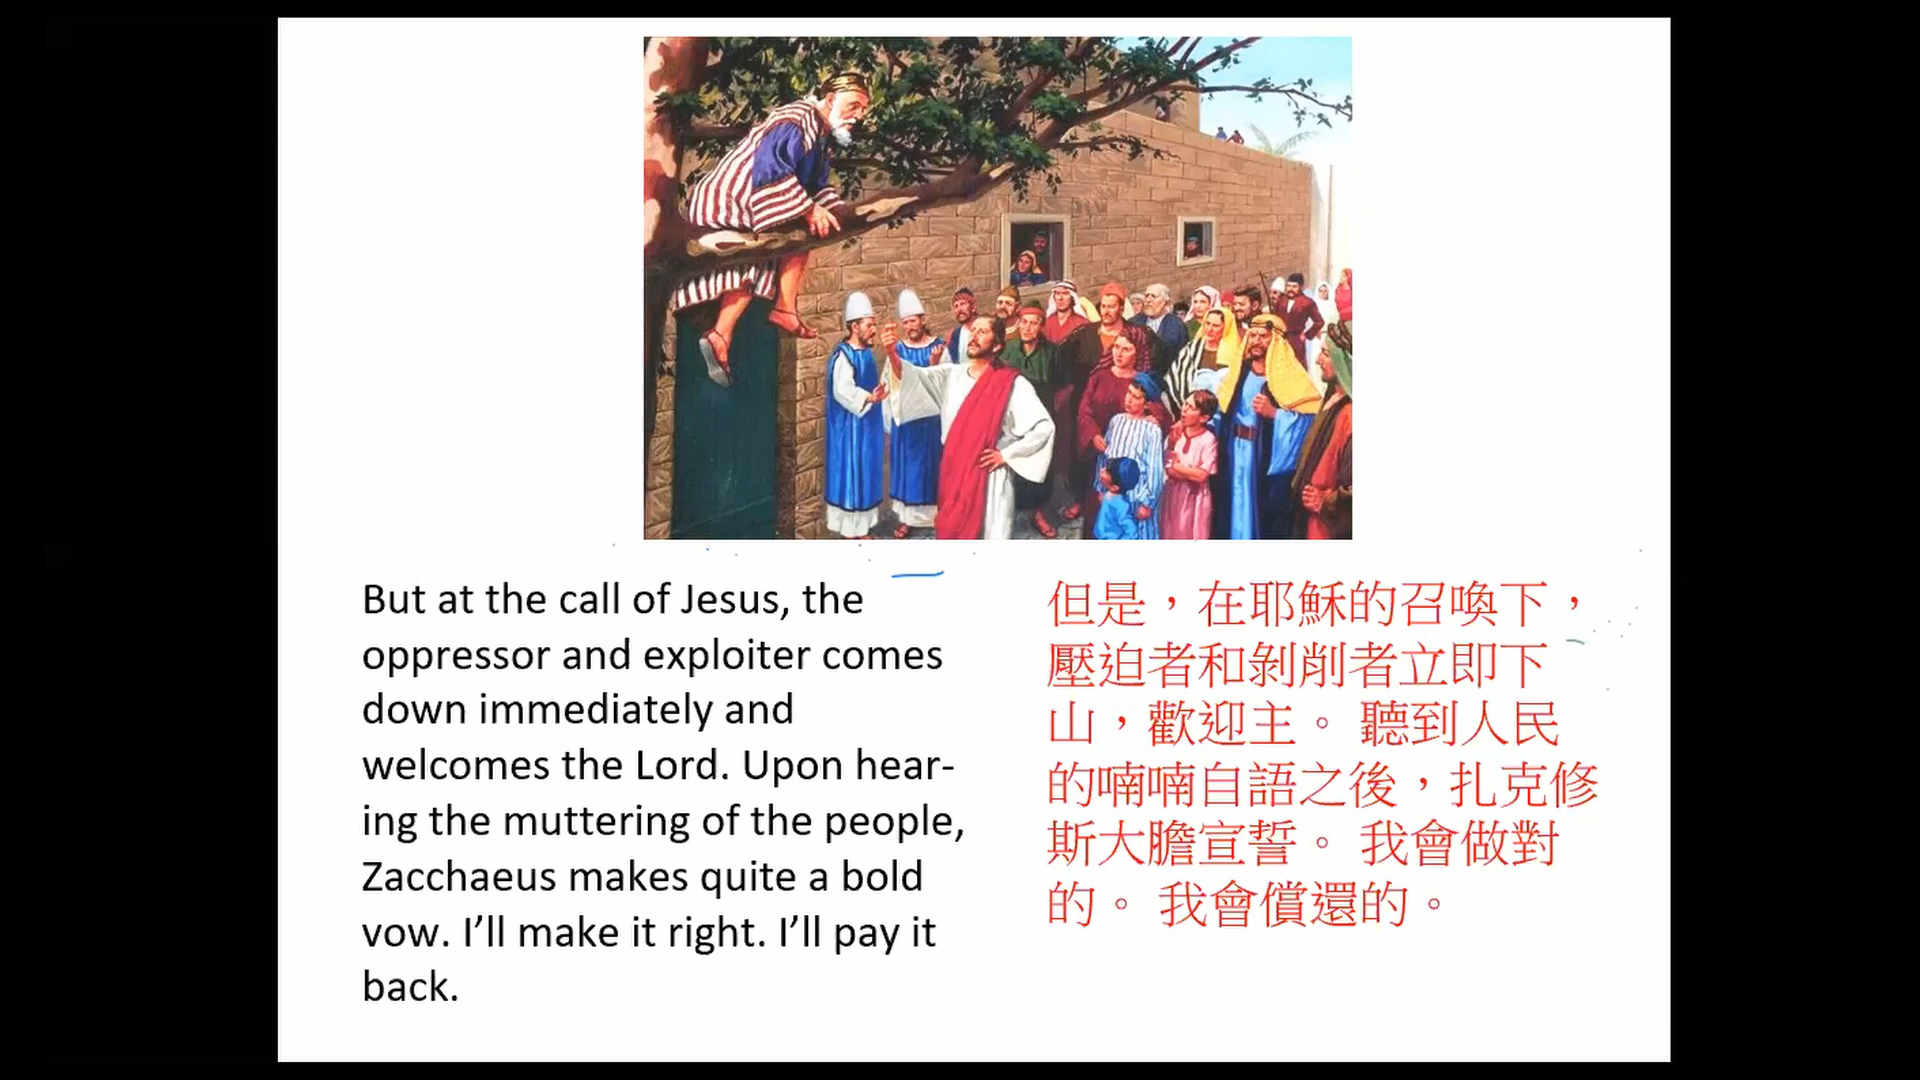 But at the call of Jesus, the
oppressor and exploiter comes
down immediately and
welcomes the Lord. Upon hear-
ing the muttering of the people,
Zacchaeus makes quite a bold
vow. I’ll make it right. I’ll pay it
back.
但是，在耶穌的召喚下，
壓迫者和剝削者立即下
山，歡迎主。 聽到人民
的喃喃自語之後，扎克修
斯大膽宣誓。 我會做對
的。 我會償還的。